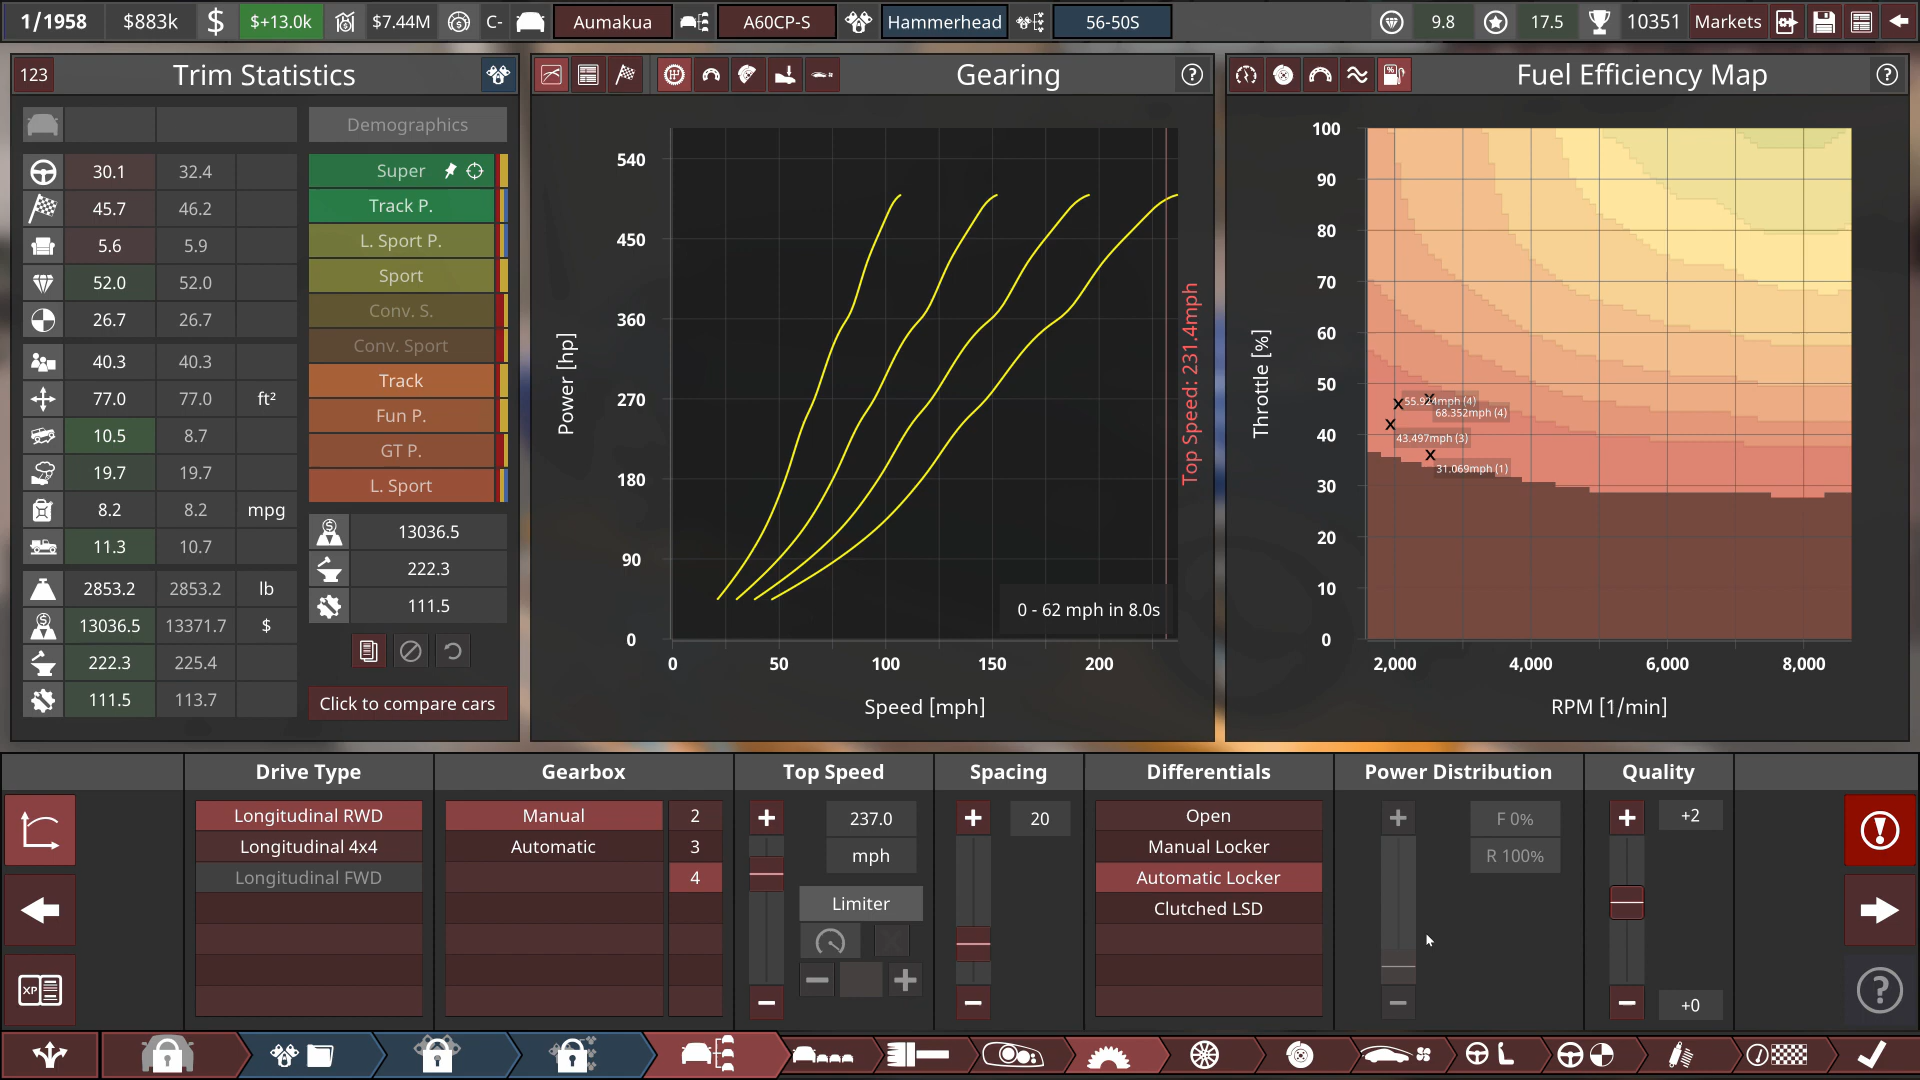 1/1958 $883k $ $+13.0k $7.44M C- Aumakua A60CP-S Hammerhead 56-50S 9.8 17.5 10351 Markets
123 Trim Statistics
Demographics
30.1 32.4
45.7 46.2
5.6 5.9
52.0 52.0
26.7 26.7
40.3 40.3
77.0 77.0 ft²
10.5 8.7
19.7 19.7
8.2 8.2 mpg
11.3 10.7
2853.2 2853.2 lb
13036.5 13371.7 $
222.3 225.4
111.5 113.7
Super
Track P.
L. Sport P.
Sport
Conv. S.
Conv. Sport
Track
Fun P.
GT P.
L. Sport
13036.5
222.3
111.5
Click to compare cars
Gearing ?
Power [hp]
540
450
360
270
180
90
0
0 50 100 150 200
Speed [mph]
Top Speed: 231.4mph
0 - 62 mph in 8.0s
Fuel Efficiency Map ?
Throttle [%]
100
90
80
70
60
50
40
30
20
10
0
55.924mph (4)
68.352mph (4)
43.497mph (3)
31.069mph (1)
2,000 4,000 6,000 8,000
RPM [1/min]
Drive Type
Longitudinal RWD
Longitudinal 4x4
Longitudinal FWD
Gearbox
Manual 2
Automatic 3
4
Top Speed
+ 237.0
mph
Limiter
Spacing
+ 20
Differentials
Open
Manual Locker
Automatic Locker
Clutched LSD
Power Distribution
F 0%
R 100%
Quality
+ +2
+0
XP
?